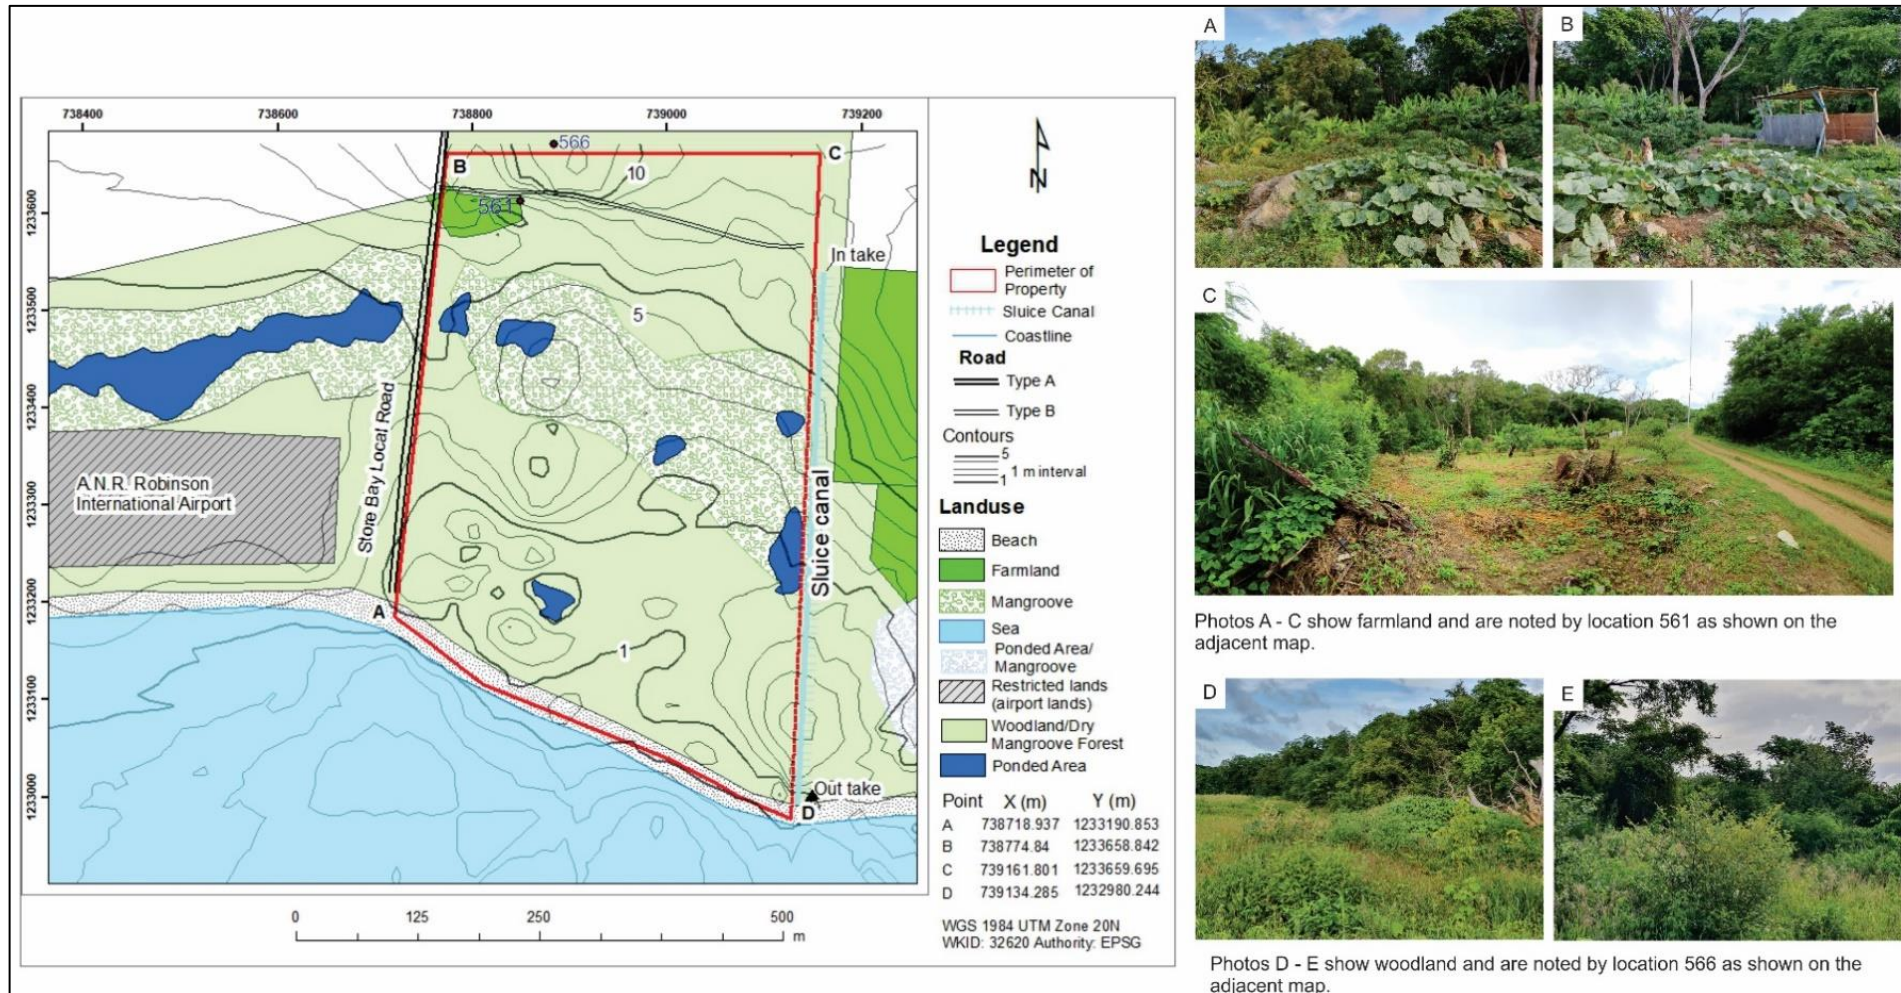 738400 738600 738800 739000 739200
1233600
1233500
1233400
1233300
1233200
1233100
1233000
566
B
C
10
561
In take
5
A.N.R. Robinson
International Airport
Store Bay Local Road
Sluice canal
A
1
Out take
D
0 125 250 500
m
N
Legend
Perimeter of
Property
Sluice Canal
Coastline
Road
Type A
Type B
Contours
5
1 m interval
1
Landuse
Beach
Farmland
Mangroove
Sea
Ponded Area/
Mangroove
Restricted lands
(airport lands)
Woodland/Dry
Mangroove Forest
Ponded Area
Point X (m) Y (m)
A 738718.937 1233190.853
B 738774.84 1233658.842
C 739161.801 1233659.695
D 739134.285 1232980.244
WGS 1984 UTM Zone 20N
WKID: 32620 Authority: EPSG
A
B
C
Photos A - C show farmland and are noted by location 561 as shown on the
adjacent map.
D
E
Photos D - E show woodland and are noted by location 566 as shown on the
adjacent map.